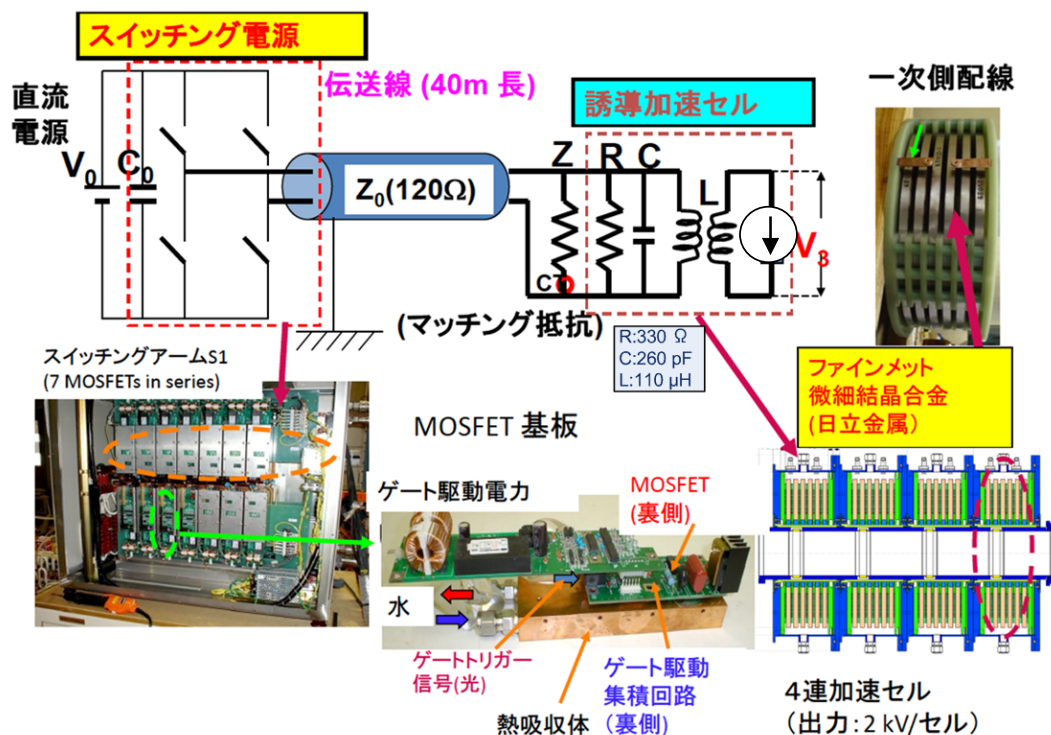 スイッチング電源
直流
電源
V0
C0
伝送線 (40m 長)
Z0(120Ω)
誘導加速セル
Z R C
L
V3
CT
(マッチング抵抗)
R:330 Ω
C:260 pF
L:110 μH
一次側配線
ファインメット
微細結晶合金
(日立金属)
スイッチングアームS1
(7 MOSFETs in series)
MOSFET 基板
ゲート駆動電力
MOSFET
(裏側)
水
ゲートトリガー
信号(光)
熱吸収体
ゲート駆動
集積回路
(裏側)
4連加速セル
(出力:2 kV/セル)